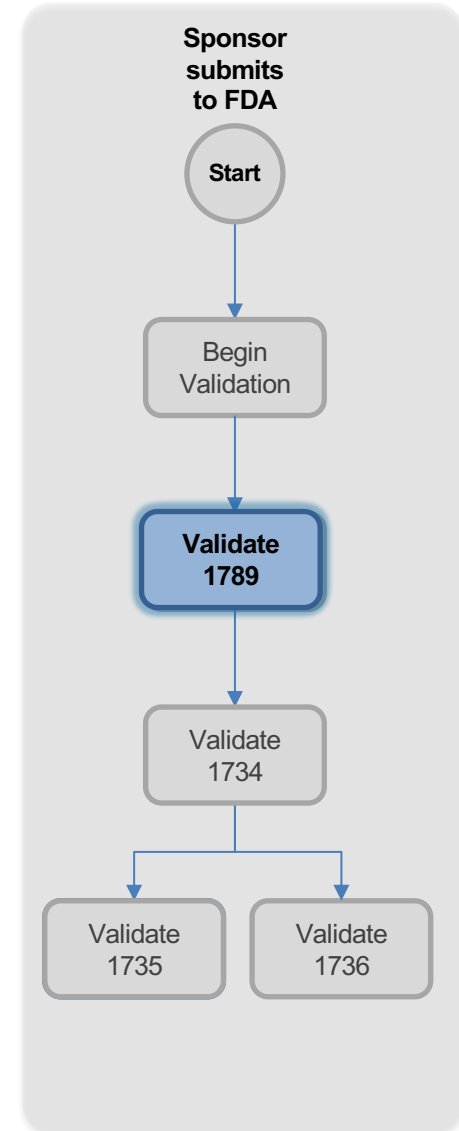 Sponsor
submits
to FDA
Start
Begin
Validation
Validate
1789
Validate
1734
Validate
1735
Validate
1736